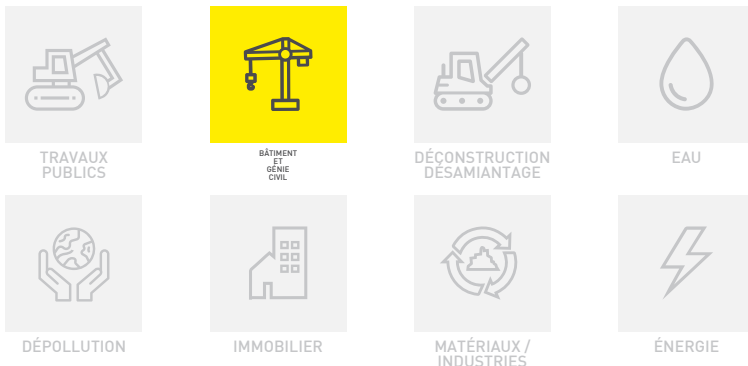 TRAVAUX
PUBLICS
BÂTIMENT
ET
GÉNIE
CIVIL
DÉCONSTRUCTION
DÉSAMIANTAGE
EAU
DÉPOLLUTION
IMMOBILIER
MATÉRIAUX /
INDUSTRIES
ÉNERGIE